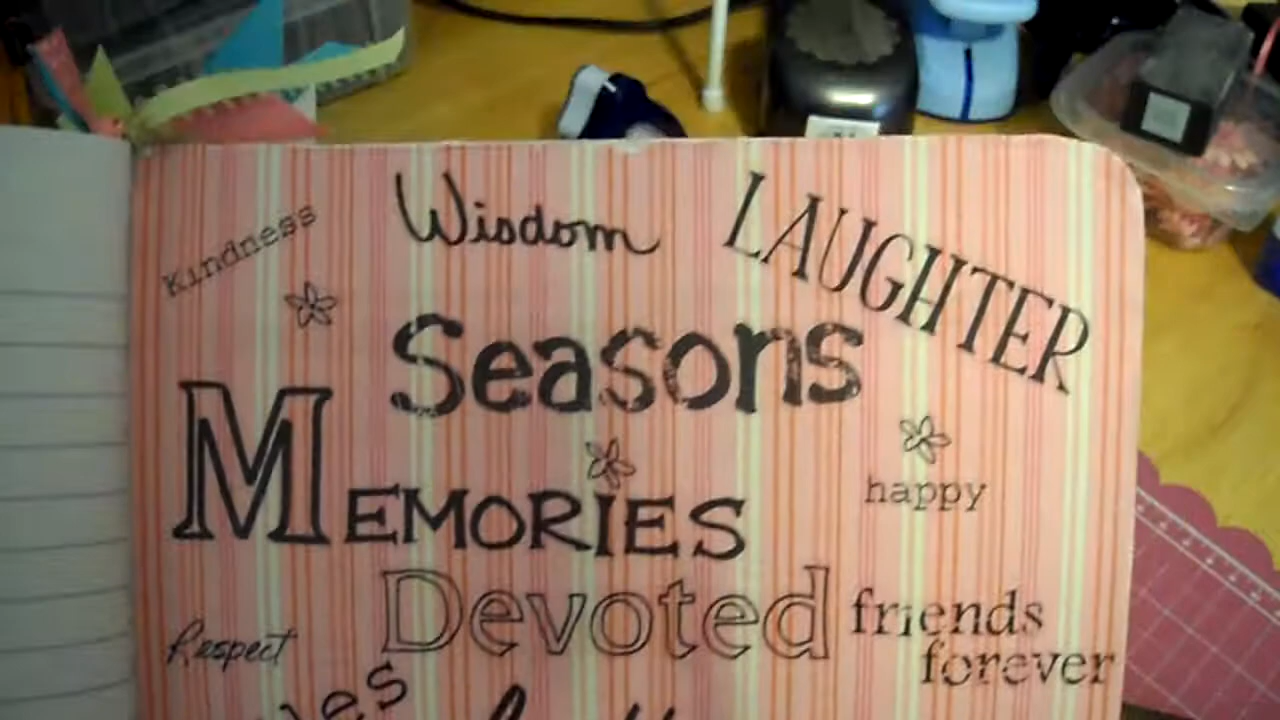 Kindness
Wisdom
LAUGHTER
Seasons
MEMORIES
happy
Devoted
friends
forever
Respect